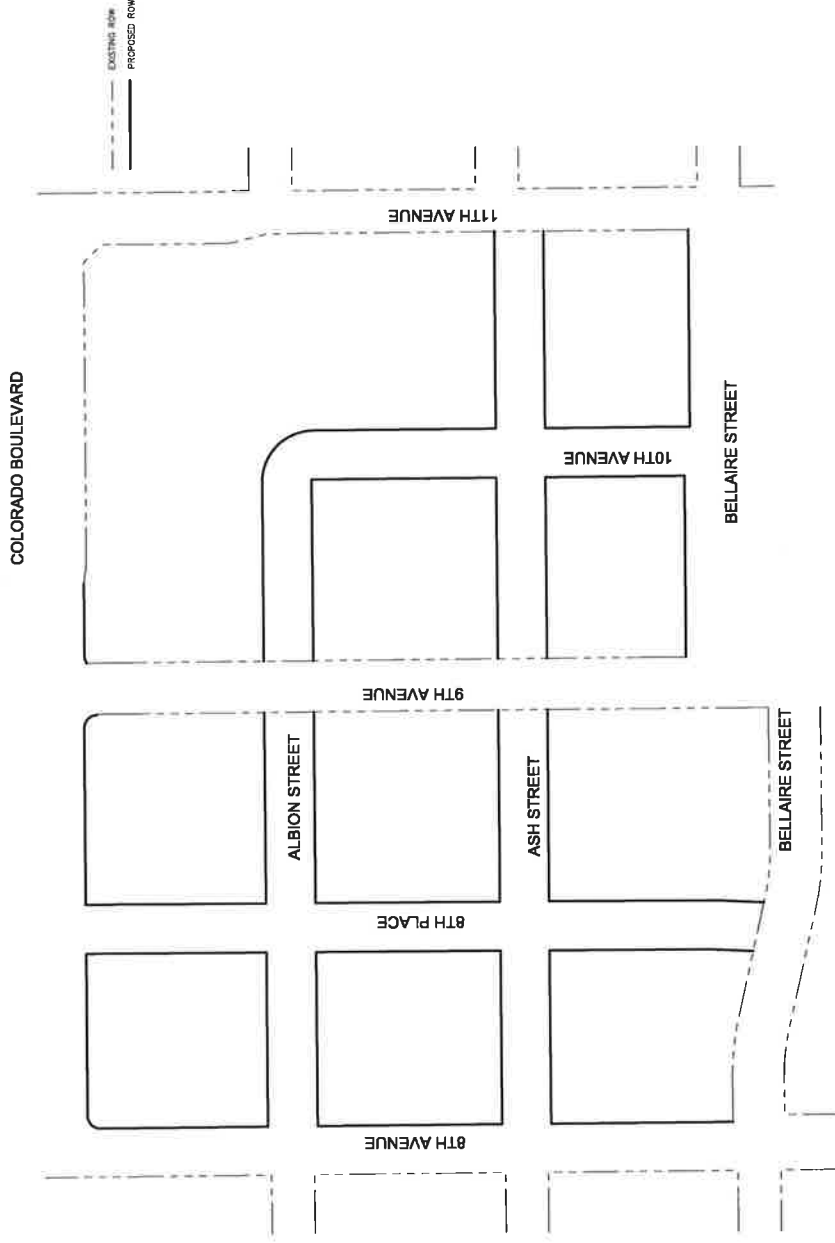 EXISTING ROW
PROPOSED ROW
COLORADO BOULEVARD
11TH AVENUE
BELLAIRE STREET
10TH AVENUE
9TH AVENUE
ALBION STREET
ASH STREET
BELLAIRE STREET
8TH PLACE
8TH AVENUE